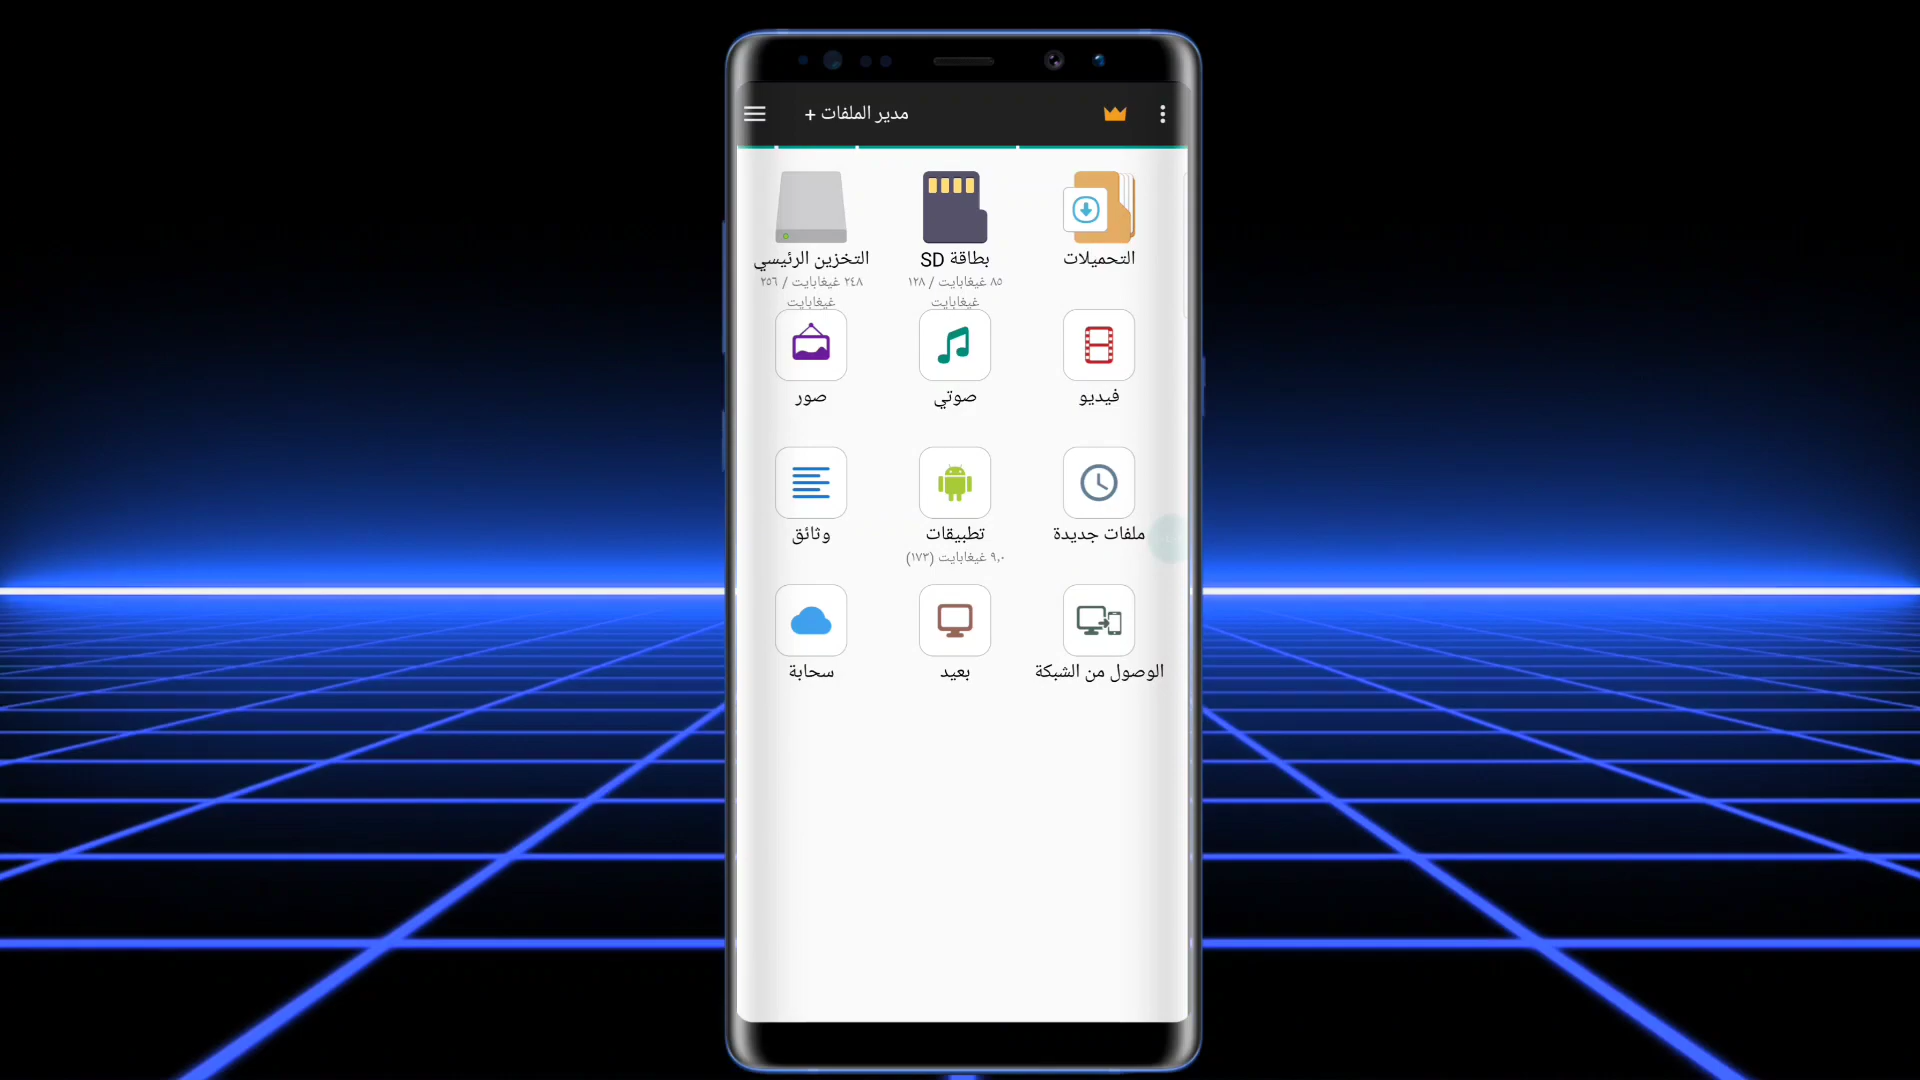 مدير الملفات +
التخزين الرئيسي
٢٤٨ غيغابايت / ٢٥٦
غيغابايت
بطاقة SD
٨٥ غيغابايت / ١٢٨
غيغابايت
التحميلات
صور
صوتي
فيديو
وثائق
تطبيقات
٩,٠ غيغابايت (١٧٣)
ملفات جديدة
سحابة
بعيد
الوصول من الشبكة